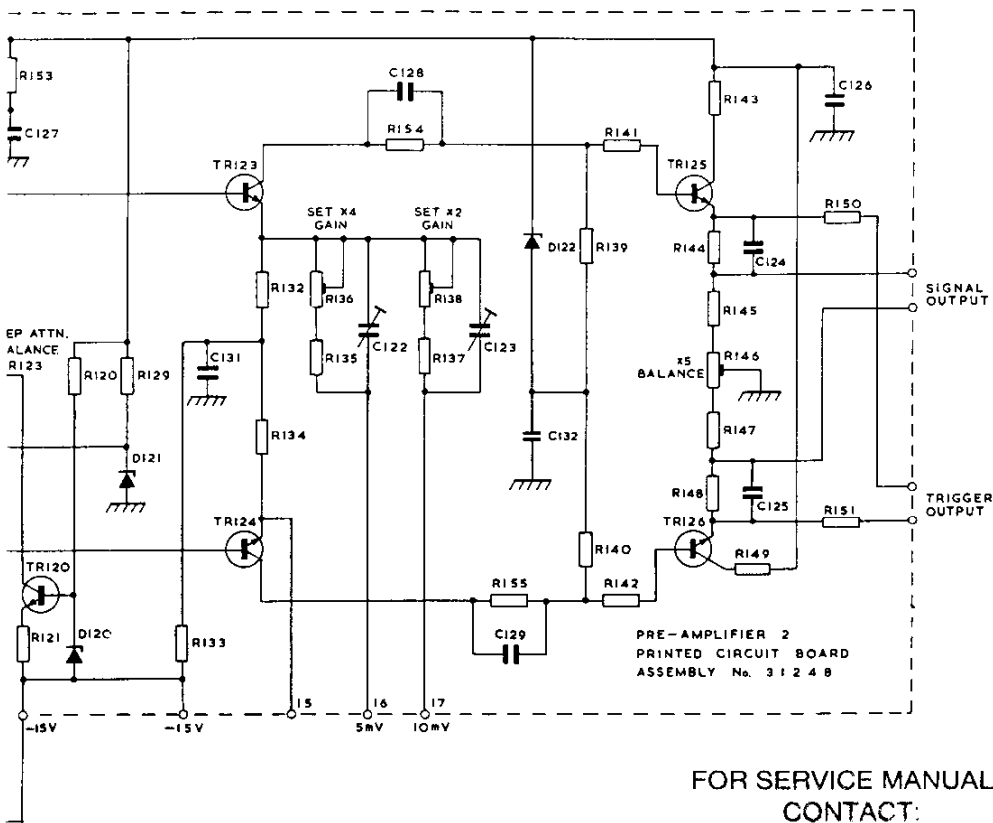 R153
C127
C128
R154
R141
R143
C126
TR123
TR125
SET X4
GAIN
SET X2
GAIN
R150
R132
R136
R138
D122
R139
R144
C124
SIGNAL
OUTPUT
R145
EP ATTN.
ALANCE
R123
C131
C122
C123
R135
R137
R120
R129
X5
BALANCE
R146
R134
C132
R147
D121
R148
C125
TRIGGER
OUTPUT
TR124
TR126
R151
R140
R149
TR120
R155
R142
R121
D120
R133
C129
PRE-AMPLIFIER 2
PRINTED CIRCUIT BOARD
ASSEMBLY No. 31248
15
16
17
-15V
-15V
5mV
10mV
FOR SERVICE MANUAL
CONTACT: